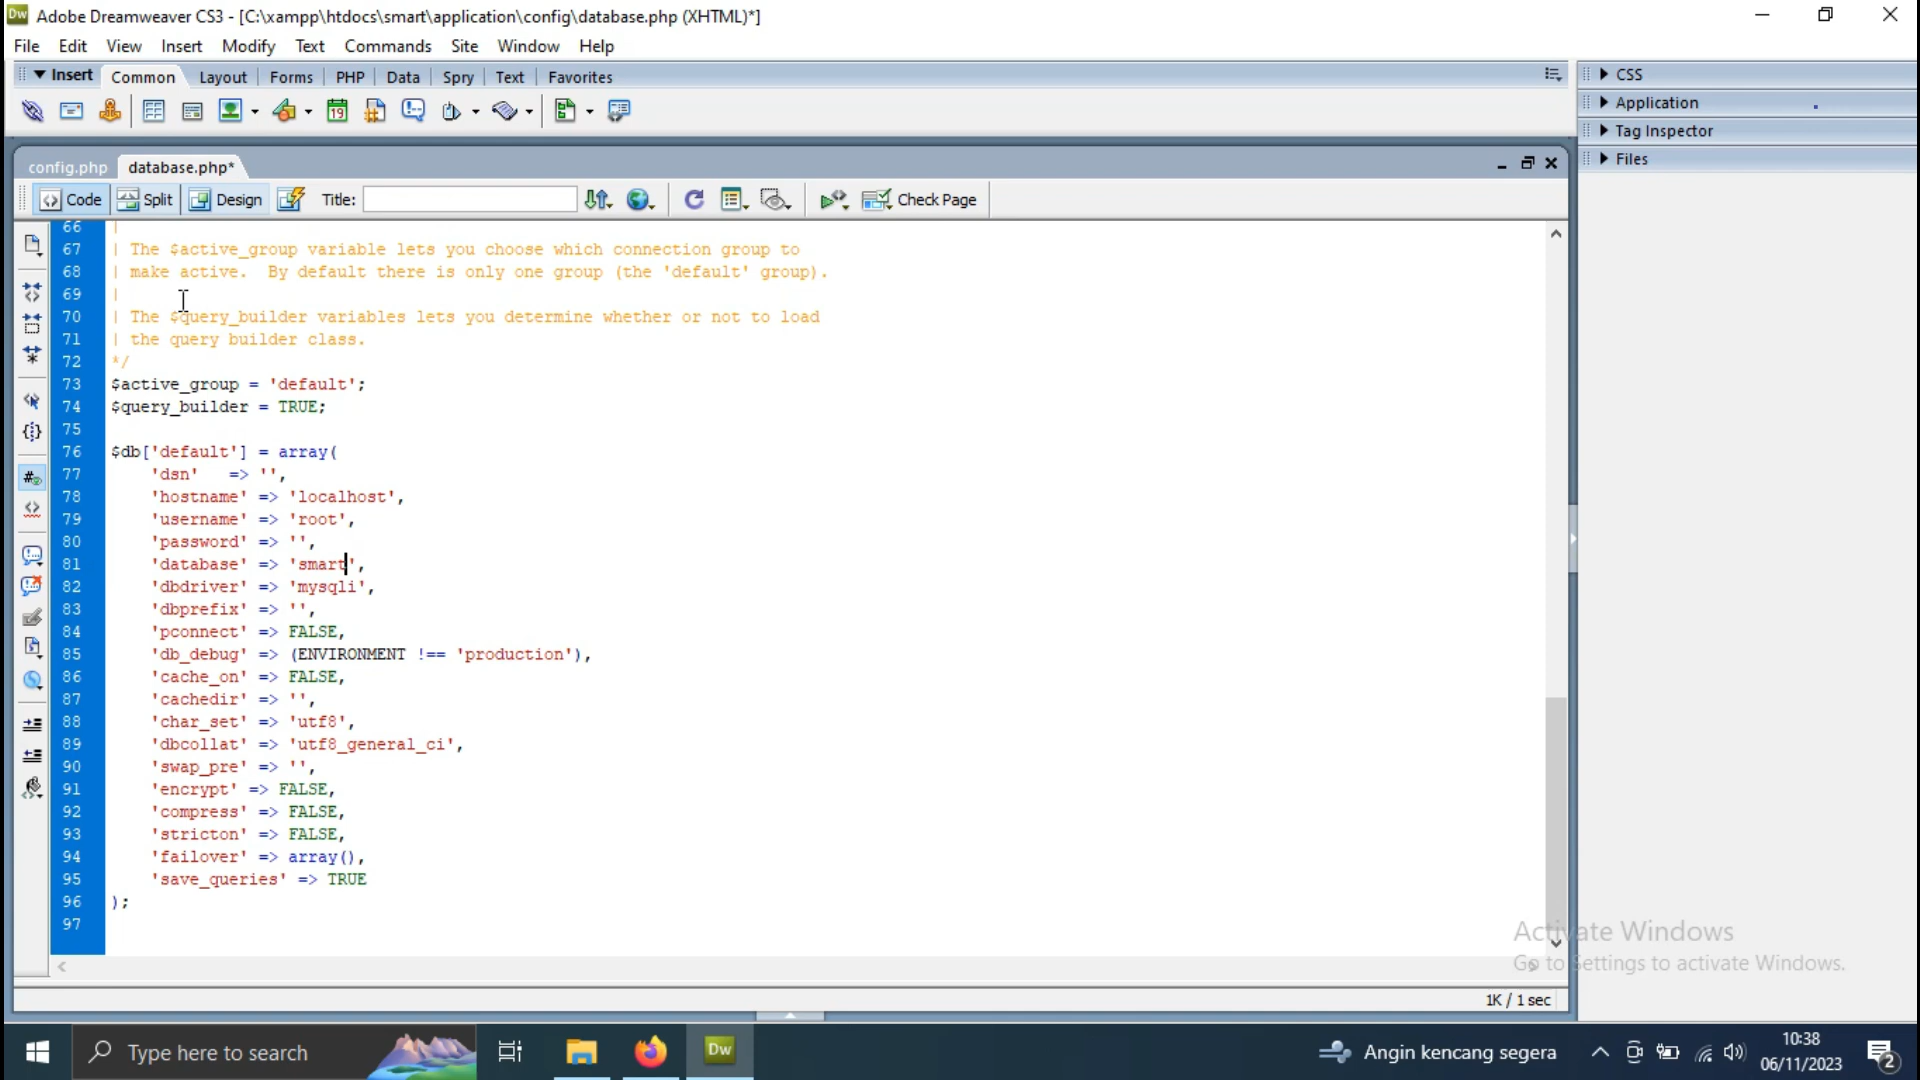 Adobe Dreamweaver CS3 - [C:\xampp\htdocs\smart\application\config\database.php (XHTML)*]
File Edit View Insert Modify Text Commands Site Window Help
Insert Common Layout Forms PHP Data Spry Text Favorites
CSS
Application
Tag Inspector
Files
config.php database.php*
Code Split Design Title: Check Page
66 |
67 | The $active_group variable lets you choose which connection group to
68 | make active.  By default there is only one group (the 'default' group).
69 |
70 | The $query_builder variables lets you determine whether or not to load
71 | the query builder class.
72 */
73 $active_group = 'default';
74 $query_builder = TRUE;
75
76 $db['default'] = array(
77 'dsn'   => '',
78 'hostname' => 'localhost',
79 'username' => 'root',
80 'password' => '',
81 'database' => 'smart',
82 'dbdriver' => 'mysqli',
83 'dbprefix' => '',
84 'pconnect' => FALSE,
85 'db_debug' => (ENVIRONMENT !== 'production'),
86 'cache_on' => FALSE,
87 'cachedir' => '',
88 'char_set' => 'utf8',
89 'dbcollat' => 'utf8_general_ci',
90 'swap_pre' => '',
91 'encrypt' => FALSE,
92 'compress' => FALSE,
93 'stricton' => FALSE,
94 'failover' => array(),
95 'save_queries' => TRUE
96 );
97
Activate Windows
Go to Settings to activate Windows.
1K / 1 sec
Type here to search
Dw
Angin kencang segera
10:38
06/11/2023
2